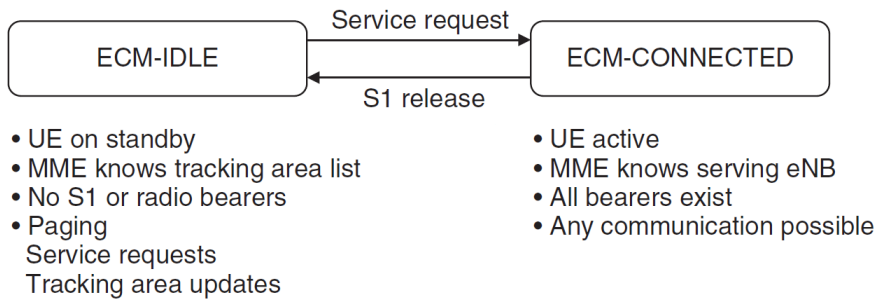 Service request
ECM-IDLE
ECM-CONNECTED
S1 release
• UE on standby
• MME knows tracking area list
• No S1 or radio bearers
• Paging
Service requests
Tracking area updates
• UE active
• MME knows serving eNB
• All bearers exist
• Any communication possible